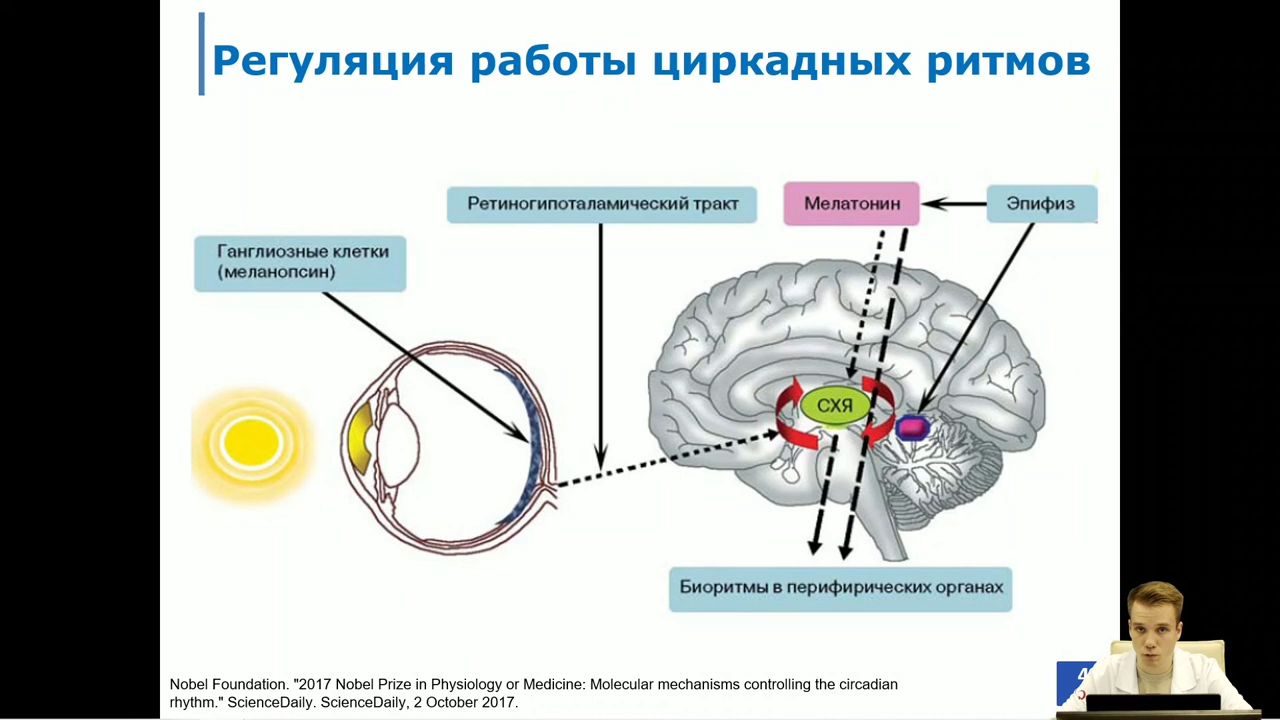 Регуляция работы циркадных ритмов
Ретиногипоталамический тракт
Мелатонин
Эпифиз
Ганглиозные клетки
(меланопсин)
СХЯ
Биоритмы в перифирических органах
Nobel Foundation. "2017 Nobel Prize in Physiology or Medicine: Molecular mechanisms controlling the circadian
rhythm." ScienceDaily. ScienceDaily, 2 October 2017.